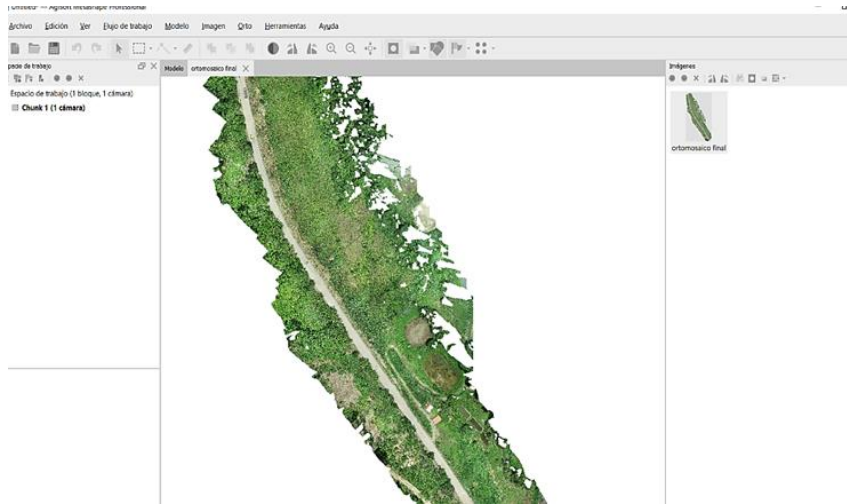 Untitled* — Agisoft Metashape Professional
Archivo Edición Ver Flujo de trabajo Modelo Imagen Orto Herramientas Ayuda
pacio de trabajo
Modelo ortomosaico final
Imágenes
Espacio de trabajo (1 bloque, 1 cámara)
Chunk 1 (1 cámara)
ortomosaico final